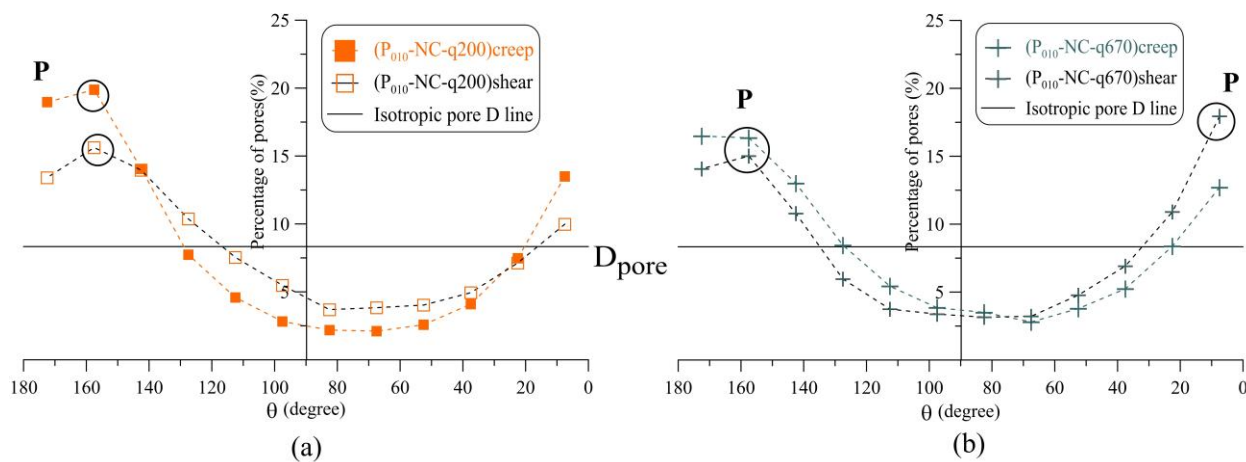 25
20
15
10
5
Percentage of pores(%)
P
(P010-NC-q200)creep
(P010-NC-q200)shear
Isotropic pore D line
Dpore
180 160 140 120 100 80 60 40 20 0
θ (degree)
(a)
25
20
15
10
5
Percentage of pores (%)
P
P
(P010-NC-q670)creep
(P010-NC-q670)shear
Isotropic pore D line
180 160 140 120 100 80 60 40 20 0
θ (degree)
(b)